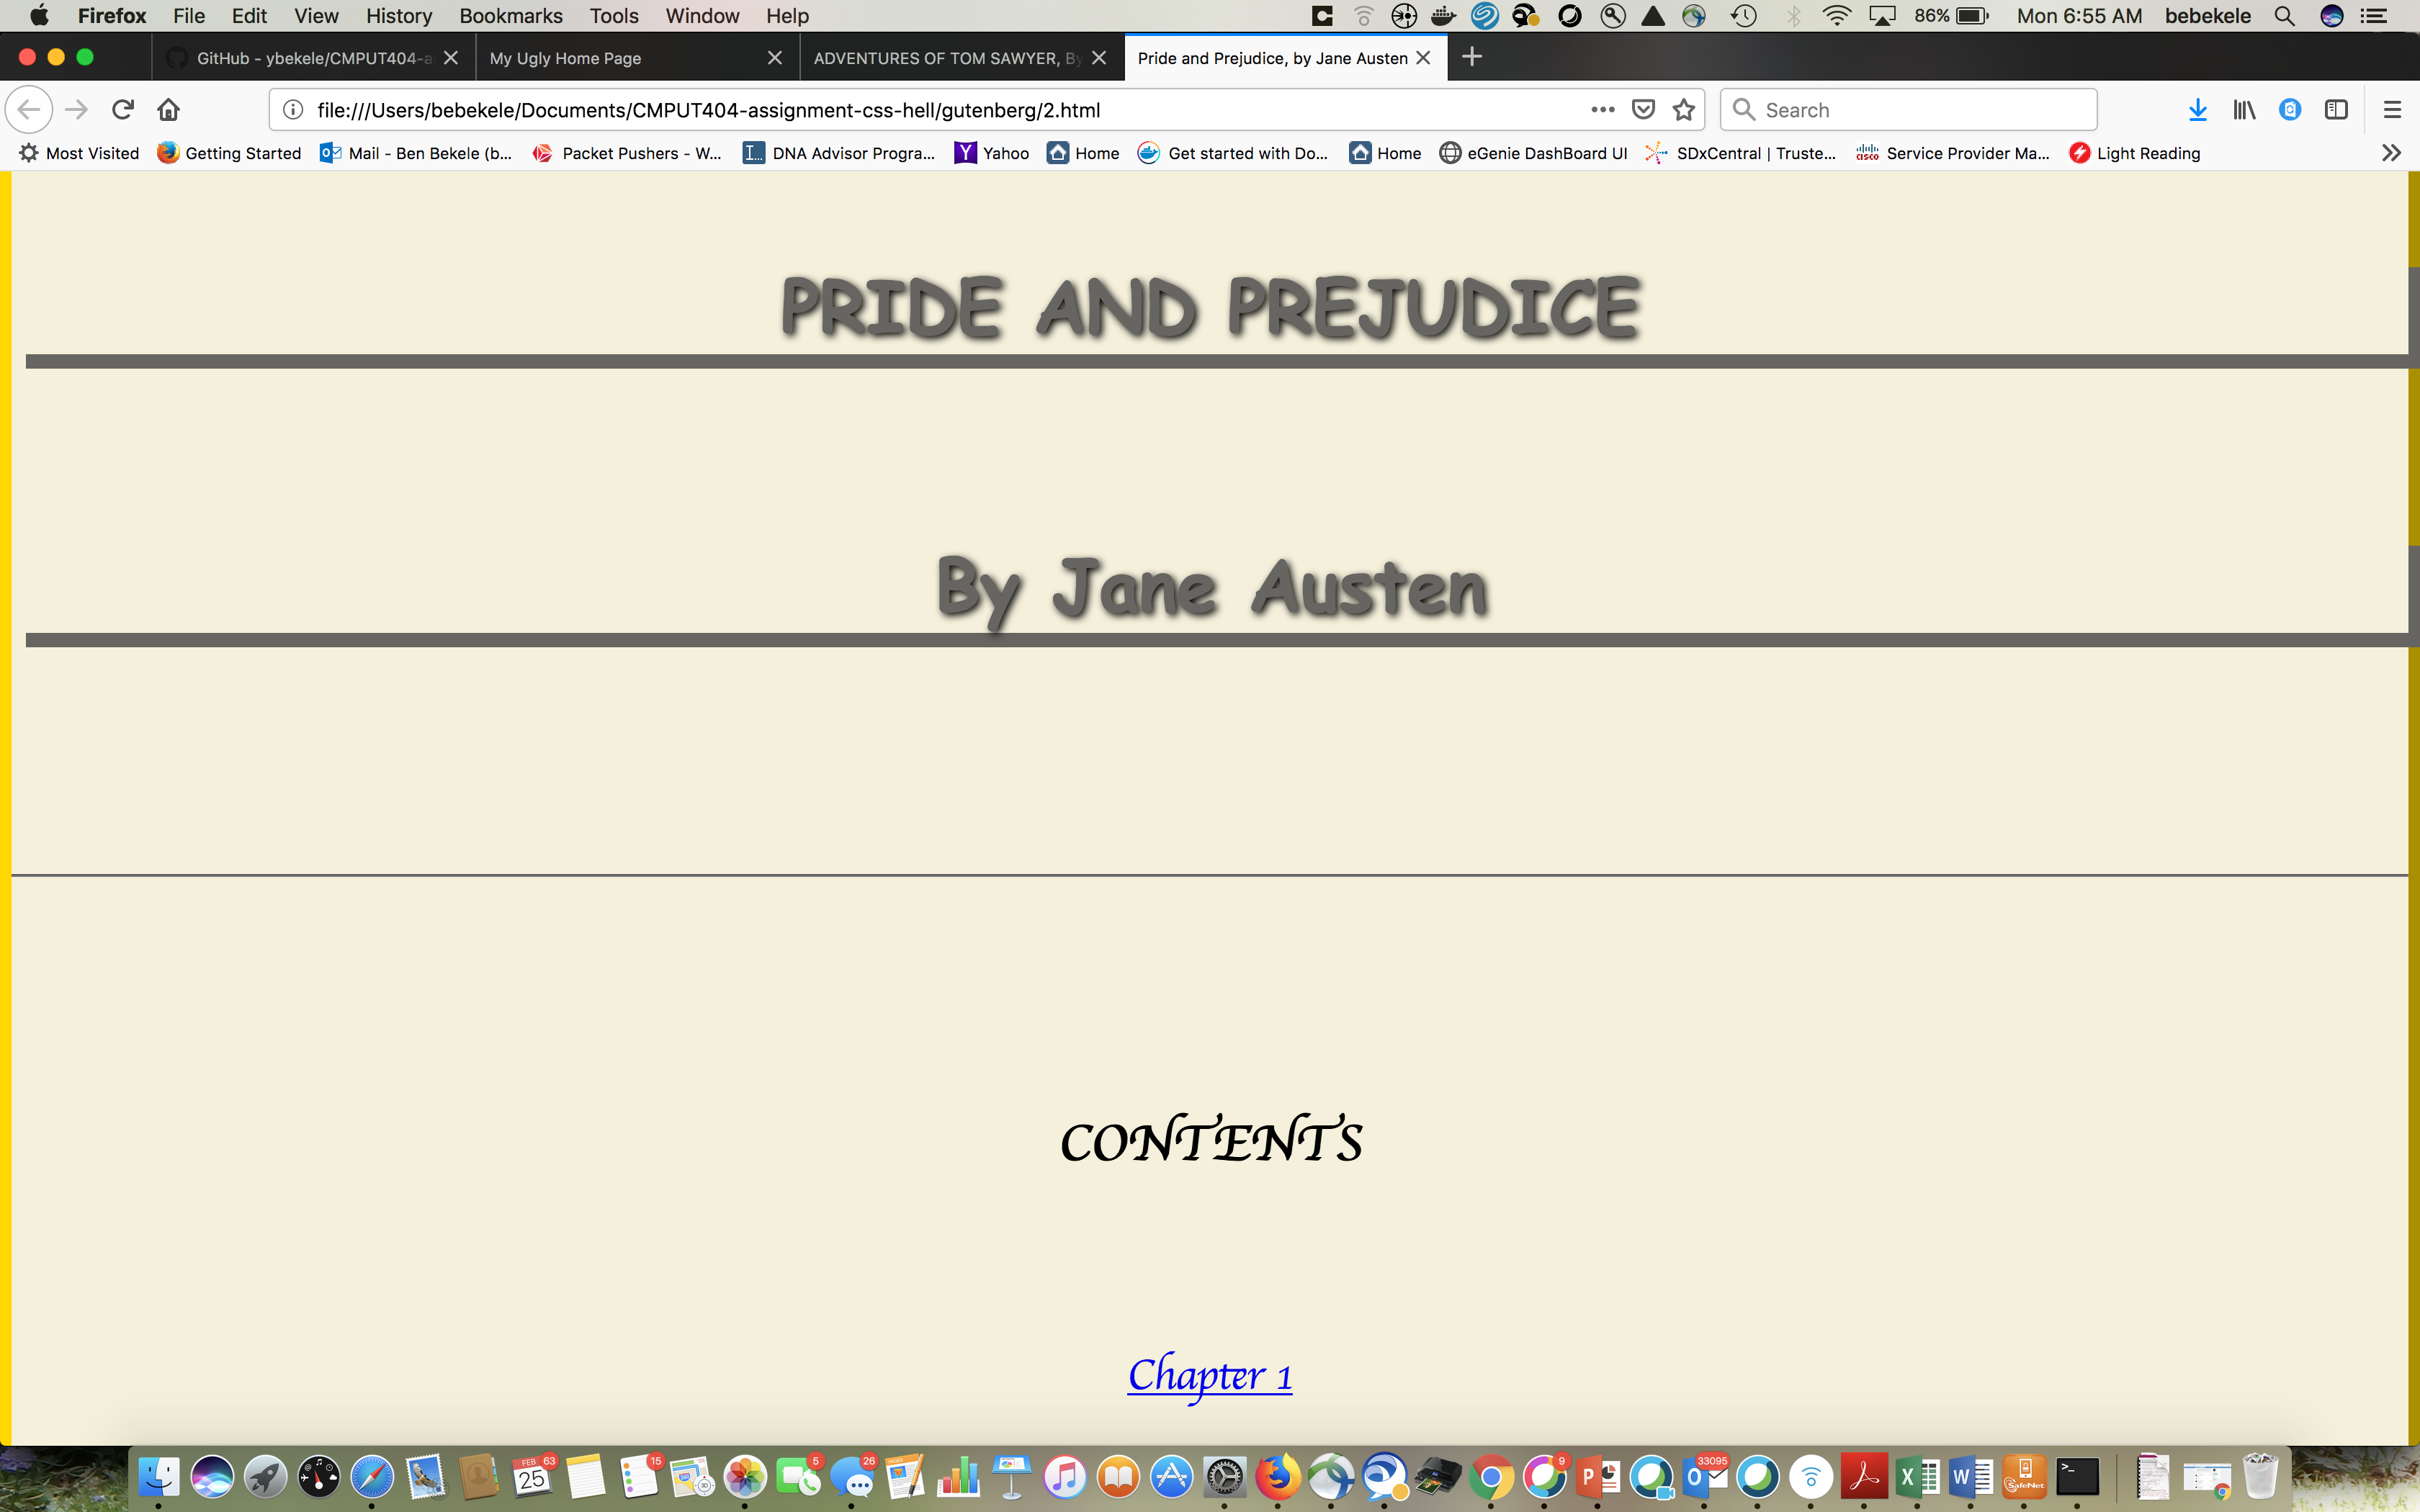 Firefox File Edit View History Bookmarks Tools Window Help 86% Mon 6:55 AM bebekele
GitHub - ybekele/CMPUT404-a My Ugly Home Page ADVENTURES OF TOM SAWYER, By Pride and Prejudice, by Jane Austen
file:///Users/bebekele/Documents/CMPUT404-assignment-css-hell/gutenberg/2.html Search
Most Visited Getting Started Mail - Ben Bekele (b... Packet Pushers - W... DNA Advisor Progra... Yahoo Home Get started with Do... Home eGenie DashBoard UI SDxCentral | Truste... Service Provider Ma... Light Reading
PRIDE AND PREJUDICE
By Jane Austen
CONTENTS
Chapter 1
FEB 63 25 15 5 26 9 33095 SafeNet